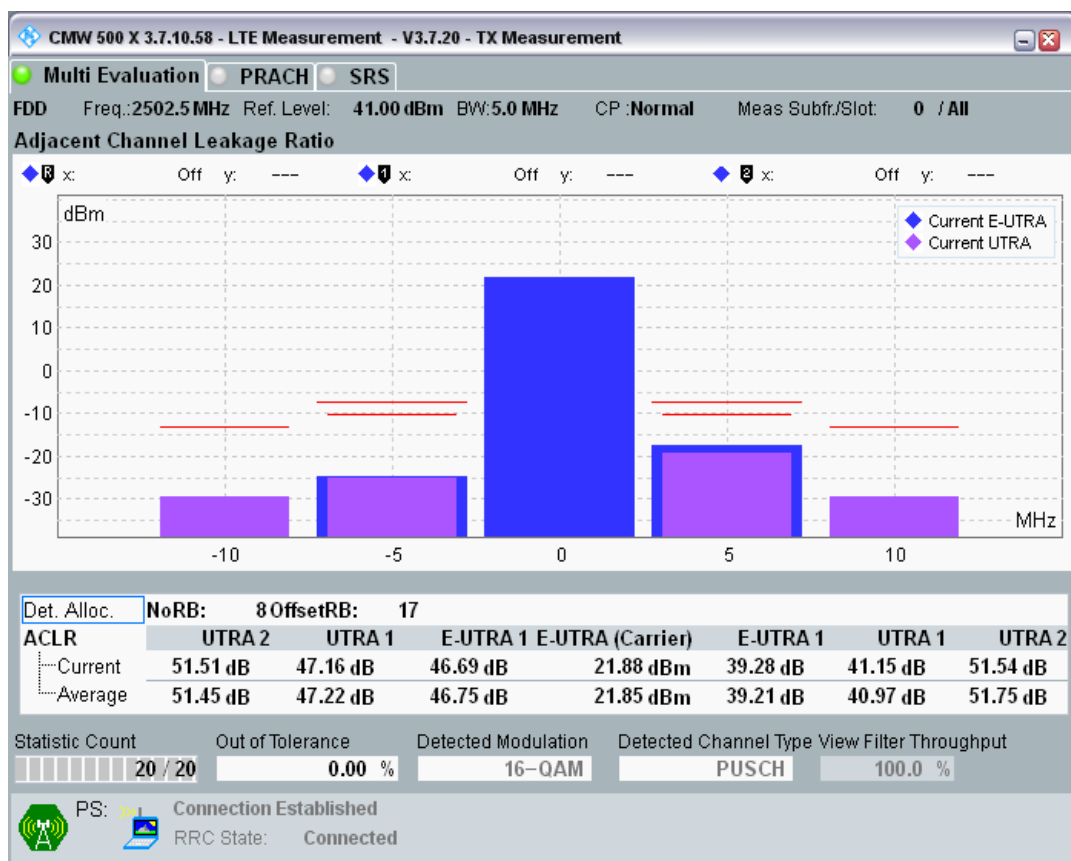 CMW 500 X 3.7.10.58 - LTE Measurement - V3.7.20 - TX Measurement
Multi Evaluation PRACH SRS
FDD Freq.:2502.5 MHz Ref. Level: 41.00 dBm BW:5.0 MHz CP :Normal Meas Subfr./Slot: 0 / All
Adjacent Channel Leakage Ratio
R x: Off y: --- 1 x: Off y: --- 2 x: Off y: ---
dBm
Current E-UTRA
Current UTRA
30
20
10
0
-10
-20
-30
MHz
-10 -5 0 5 10
Det. Alloc. NoRB: 8 OffsetRB: 17
ACLR UTRA 2 UTRA 1 E-UTRA 1 E-UTRA (Carrier) E-UTRA 1 UTRA 1 UTRA 2
Current 51.51 dB 47.16 dB 46.69 dB 21.88 dBm 39.28 dB 41.15 dB 51.54 dB
Average 51.45 dB 47.22 dB 46.75 dB 21.85 dBm 39.21 dB 40.97 dB 51.75 dB
Statistic Count Out of Tolerance Detected Modulation Detected Channel Type View Filter Throughput
20 / 20 0.00 % 16-QAM PUSCH 100.0 %
PS: Connection Established
RRC State: Connected